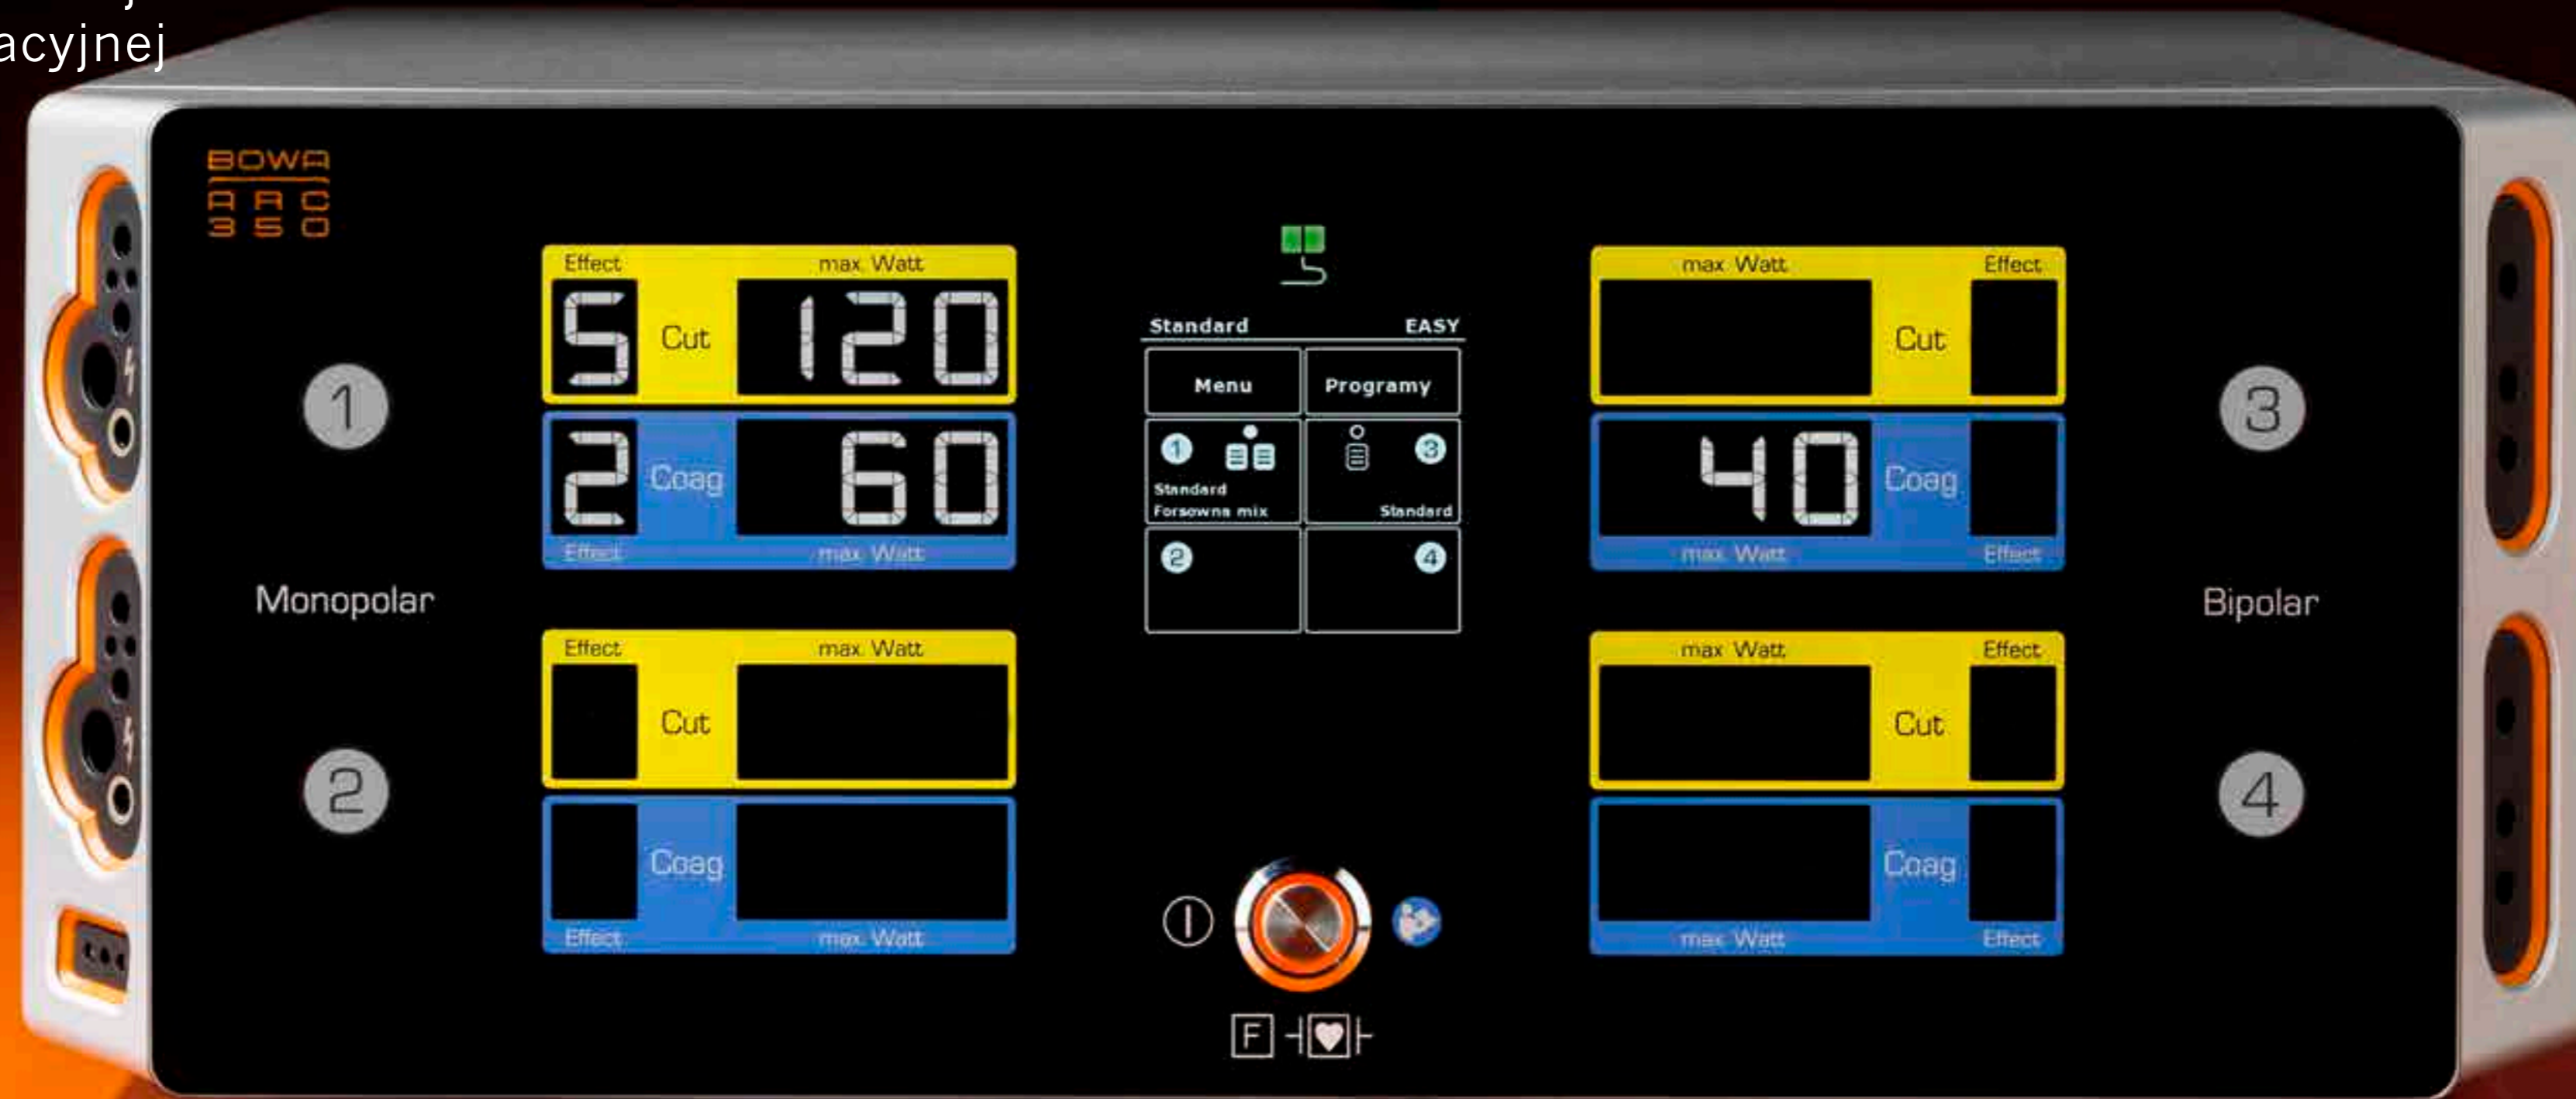 acyjnej
BOWA
ARC
350
1
Monopolar
2
Effect max. Watt
5 Cut 120
2 Coag 60
Effect max. Watt
Effect max. Watt
Cut
Coag
Effect max. Watt
Standard EASY
Menu Programy
1 3
Standard
Forsowna mix Standard
2 4
F
max. Watt Effect
Cut
40 Coag
max. Watt Effect
max. Watt Effect
Cut
Coag
max. Watt Effect
3
Bipolar
4